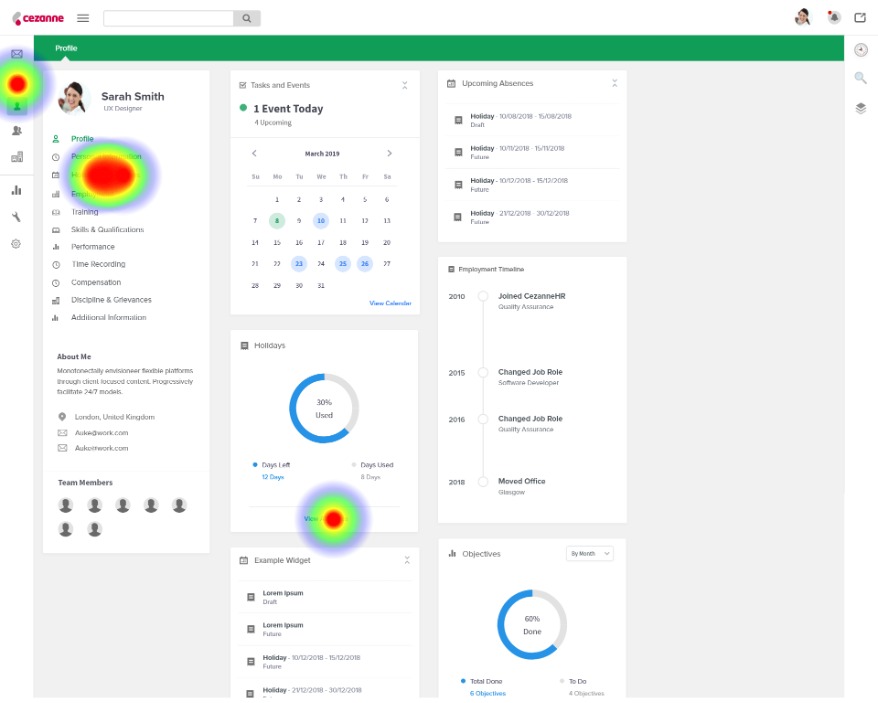 cezanne
Profile
Sarah Smith
UX Designer
Profile
Training
Skills & Qualifications
Performance
Time Recording
Compensation
Discipline & Grievances
Additional Information
About Me
Monotonectally envisioneer flexible platforms
through client-focused content. Progressively
facilitate 24/7 models.
London, United Kingdom
Auke@work.com
Auko@work.com
Team Members
Tasks and Events
1 Event Today
4 Upcoming
March 2019
Su Mo Tu We Th Fr Sa
1 2 3 4 5 6
7 8 9 10 11 12 13
14 15 16 17 18 19 20
21 22 23 24 25 26 27
28 29 30 31
View Calendar
Holidays
30%
Used
Days Left
12 Days
Days Used
8 Days
View
Example Widget
Lorem Ipsum
Draft
Lorem Ipsum
Future
Holiday - 10/12/2018 - 15/12/2018
Future
Holiday - 21/12/2018 - 30/12/2018
Upcoming Absences
Holiday - 10/08/2018 - 15/08/2018
Draft
Holiday - 10/11/2018 - 15/11/2018
Future
Holiday - 10/12/2018 - 15/12/2018
Future
Holiday - 21/12/2018 - 30/12/2018
Future
Employment Timeline
2010 Joined CezanneHR
Quality Assurance
2015 Changed Job Role
Software Developer
2016 Changed Job Role
Quality Assurance
2018 Moved Office
Glasgow
Objectives
By Month
60%
Done
Total Done
6 Objectives
To Do
4 Objectives